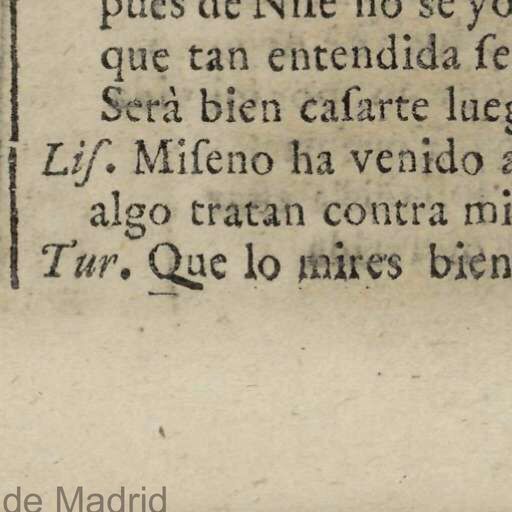 pues de Nise no se yo
que tan entendida ſe
Serà bien caſarte lueg
Liſ. Miſeno ha venido a
algo tratan contra mi
Tur. Que lo mires bien
de Madrid